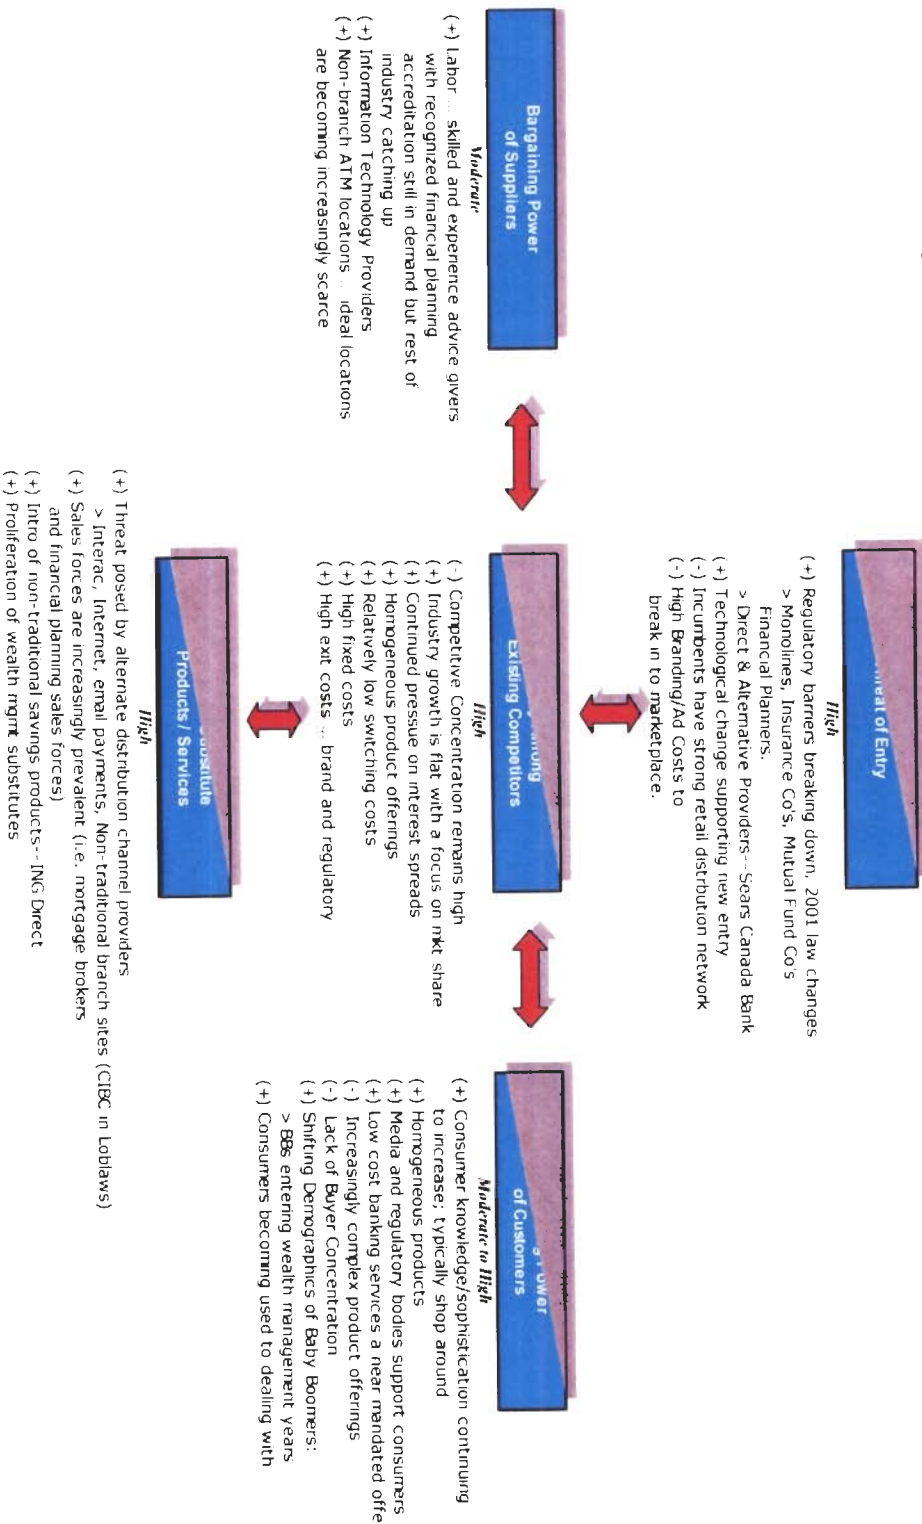 Threat of Entry
High
(+) Regulatory barriers breaking down, 2001 law changes
> Monolines, Insurance Co's, Mutual Fund Co's
Financial Planners.
> Direct & Alternative Providers-- Sears Canada Bank
(+) Technological change supporting new entry
(-) Incumbents have strong retail distrbution network
(-) High Branding/Ad Costs to
break in to marketplace.
Bargaining Power
of Suppliers
Moderate
(+) Labor ... skilled and experience advice givers
with recognized financial planning
accreditation still in demand but rest of
industry catching up
(+) Information Technology Providers
(+) Non-branch ATM locations ... ideal locations
are becoming increasingly scarce
among
Existing Competitors
High
(-) Competitive Concentration remains high
(+) Industry growth is flat with a focus on mkt share
(+) Continued pressue on interest spreads
(+) Homogeneous product offerings
(+) Relatively low switching costs
(+) High fixed costs
(+) High exit costs ... brand and regulatory
Power
of Customers
Moderate to High
(+) Consumer knowledge/sophistication continuing
to increase; typically shop around
(+) Homogeneous products
(+) Media and regulatory bodies support consumers
(+) Low cost banking services a near mandated offe
(-) Increasingly complex product offerings
(-) Lack of Buyer Concentration
(+) Shifting Demographics of Baby Boomers:
> BBs entering wealth management years
(+) Consumers becoming used to dealing with
Substitute
Products / Services
High
(+) Threat posed by alternate distribution channel providers
> Interac, Internet, email payments, Non-traditional branch sites (CIBC in Loblaws)
(+) Sales forces are increasingly prevalent (i.e. mortgage brokers
and financial planning sales forces)
(+) Intro of non-traditional savings products-- ING Direct
(+) Proliferation of wealth mgmt substitutes